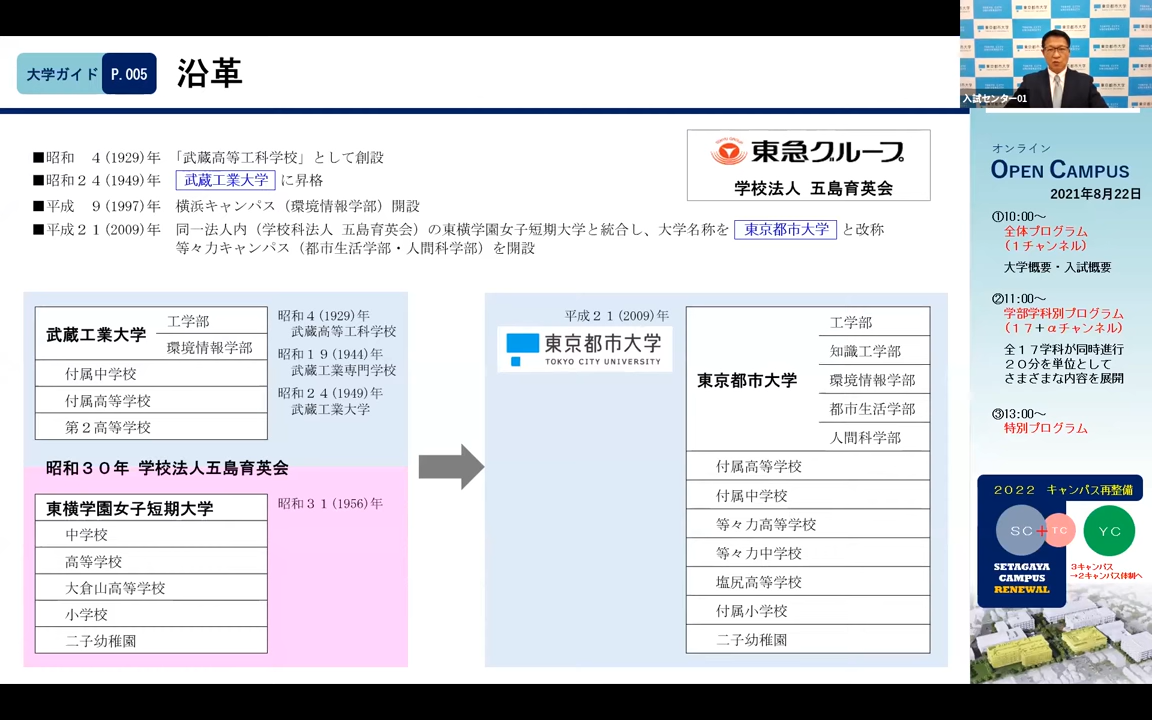 大学ガイド P.005 沿革
■昭和 ４(1929)年 「武蔵高等工科学校」として創設
■昭和２４(1949)年 武蔵工業大学 に昇格
■平成 ９(1997)年 横浜キャンパス（環境情報学部）開設
■平成２１(2009)年 同一法人内（学校科法人 五島育英会）の東横学園女子短期大学と統合し、大学名称を 東京都市大学 と改称
等々力キャンパス（都市生活学部・人間科学部）を開設
東急グループ
学校法人 五島育英会
武蔵工業大学
工学部
環境情報学部
付属中学校
付属高等学校
第２高等学校
昭和４(1929)年
武蔵高等工科学校
昭和１９(1944)年
武蔵工業専門学校
昭和２４(1949)年
武蔵工業大学
昭和３０年 学校法人五島育英会
東横学園女子短期大学
昭和３１(1956)年
中学校
高等学校
大倉山高等学校
小学校
二子幼稚園
平成２１(2009)年
東京都市大学
TOKYO CITY UNIVERSITY
東京都市大学
工学部
知識工学部
環境情報学部
都市生活学部
人間科学部
付属高等学校
付属中学校
等々力高等学校
等々力中学校
塩尻高等学校
付属小学校
二子幼稚園
入試センター01
オンライン
OPEN CAMPUS
2021年8月22日
①10:00～
全体プログラム
（１チャンネル）
大学概要・入試概要
②11:00～
学部学科別プログラム
（１７＋αチャンネル）
全１７学科が同時進行
２０分を単位として
さまざまな内容を展開
③13:00～
特別プログラム
２０２２ キャンパス再整備
SC+TC YC
SETAGAYA
CAMPUS
RENEWAL
３キャンパス
→２キャンパス体制へ